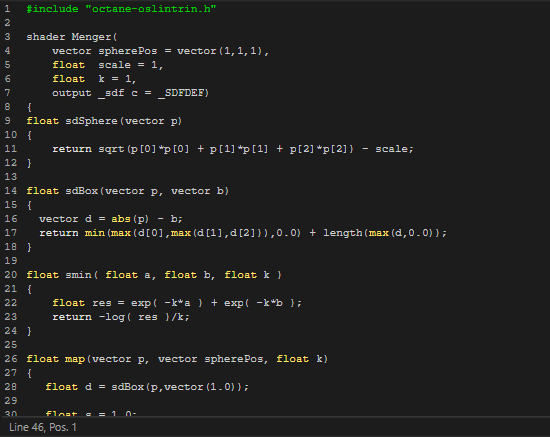 1 #include "octane-oslintrin.h"
2
3 shader Menger(
4 vector spherePos = vector(1,1,1),
5 float scale = 1,
6 float k = 1,
7 output _sdf c = _SDFDEF)
8 {
9 float sdSphere(vector p)
10 {
11 return sqrt(p[0]*p[0] + p[1]*p[1] + p[2]*p[2]) - scale;
12 }
13
14 float sdBox(vector p, vector b)
15 {
16 vector d = abs(p) - b;
17 return min(max(d[0],max(d[1],d[2])),0.0) + length(max(d,0.0));
18 }
19
20 float smin( float a, float b, float k )
21 {
22 float res = exp( -k*a ) + exp( -k*b );
23 return -log( res )/k;
24 }
25
26 float map(vector p, vector spherePos, float k)
27 {
28 float d = sdBox(p,vector(1.0));
29
30 float s = 1.0;
Line 46, Pos. 1